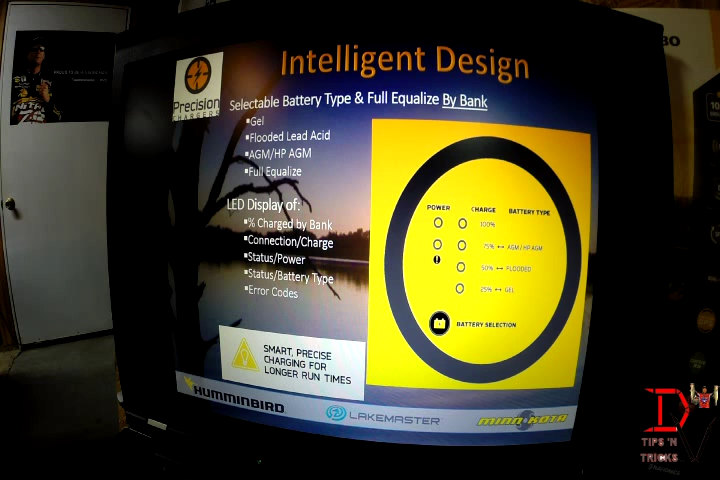 Intelligent Design
Precision
CHARGERS
Selectable Battery Type & Full Equalize By Bank
▪Gel
▪Flooded Lead Acid
▪AGM/HP AGM
▪Full Equalize
LED Display of:
▪% Charged by Bank
▪Connection/Charge
▪Status/Power
▪Status/Battery Type
▪Error Codes
POWER CHARGE BATTERY TYPE
100%
75% ↔ AGM/HP AGM
50% ↔ FLOODED
25% ↔ GEL
BATTERY SELECTION
SMART, PRECISE
CHARGING FOR
LONGER RUN TIMES
HUMMINBIRD
LAKEMASTER
MINN KOTA
TIPS 'N
TRICKS